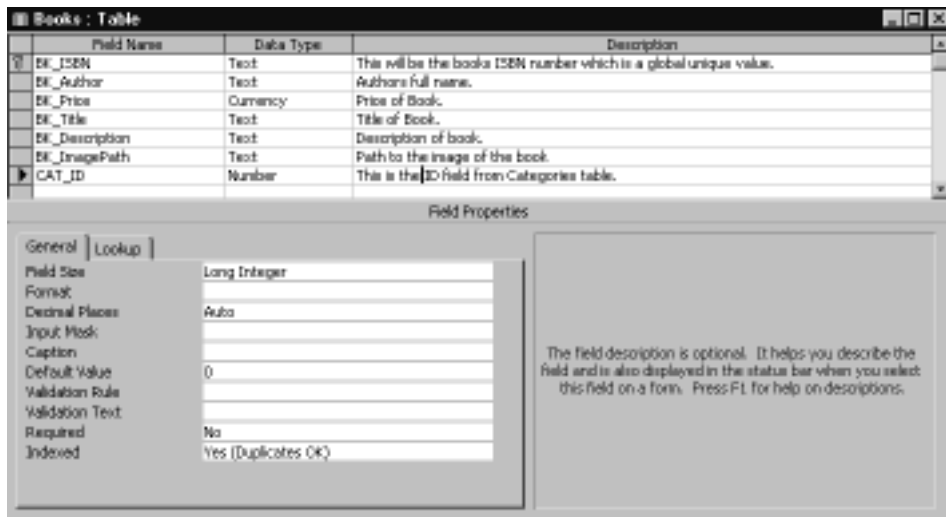 Books : Table
Field Name Data Type Description
BK_ISBN Text This will be the books ISBN number which is a global unique value.
BK_Author Text Authors full name.
BK_Price Currency Price of Book.
BK_Title Text Title of Book.
BK_Description Text Description of book.
BK_ImagePath Text Path to the image of the book.
CAT_ID Number This is the ID field from Categories table.
Field Properties
General Lookup
Field Size Long Integer
Format
Decimal Places Auto
Input Mask
Caption
Default Value 0
Validation Rule
Validation Text
Required No
Indexed Yes (Duplicates OK)
The field description is optional. It helps you describe the
field and is also displayed in the status bar when you select
this field on a form. Press F1 for help on descriptions.